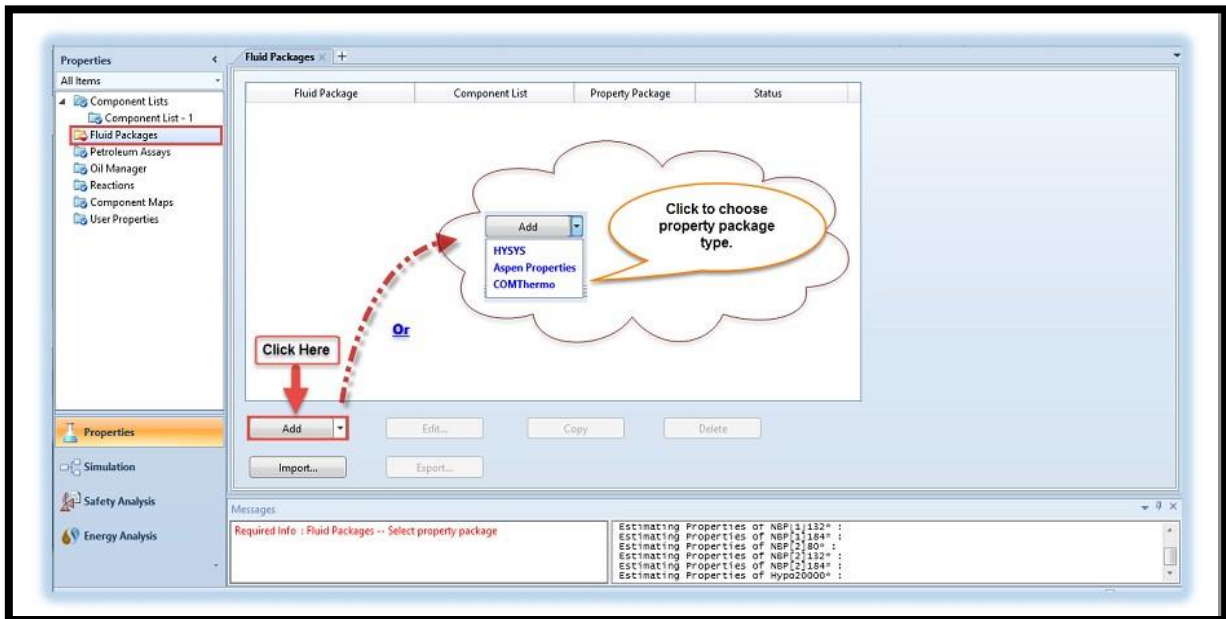 Properties
All Items
Component Lists
Component List - 1
Fluid Packages
Petroleum Assays
Oil Manager
Reactions
Component Maps
User Properties
Properties
Simulation
Safety Analysis
Energy Analysis
Fluid Packages
Fluid Package Component List Property Package Status
Add
HYSYS
Aspen Properties
COMThermo
Click to choose
property package
type.
Or
Click Here
Add Edit... Copy Delete
Import... Export...
Messages
Required Info : Fluid Packages -- Select property package
Estimating Properties of NBP[1]132* :
Estimating Properties of NBP[1]184* :
Estimating Properties of NBP[2]80* :
Estimating Properties of NBP[2]132* :
Estimating Properties of NBP[2]184* :
Estimating Properties of Hypo20000* :